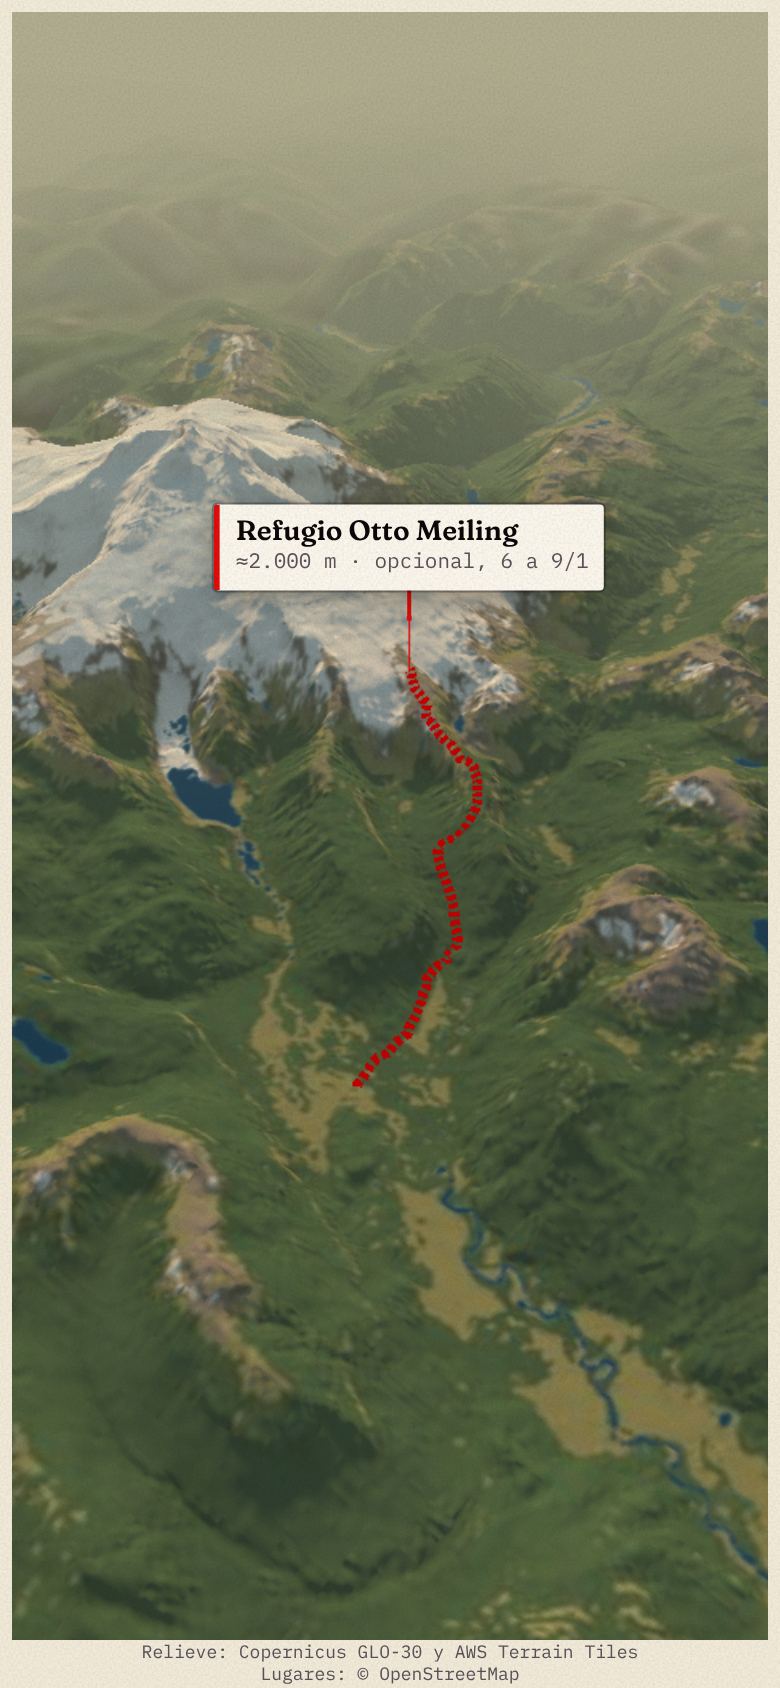 Refugio Otto Meiling
≈2.000 m · opcional, 6 a 9/1
Relieve: Copernicus GLO-30 y AWS Terrain Tiles
Lugares: © OpenStreetMap